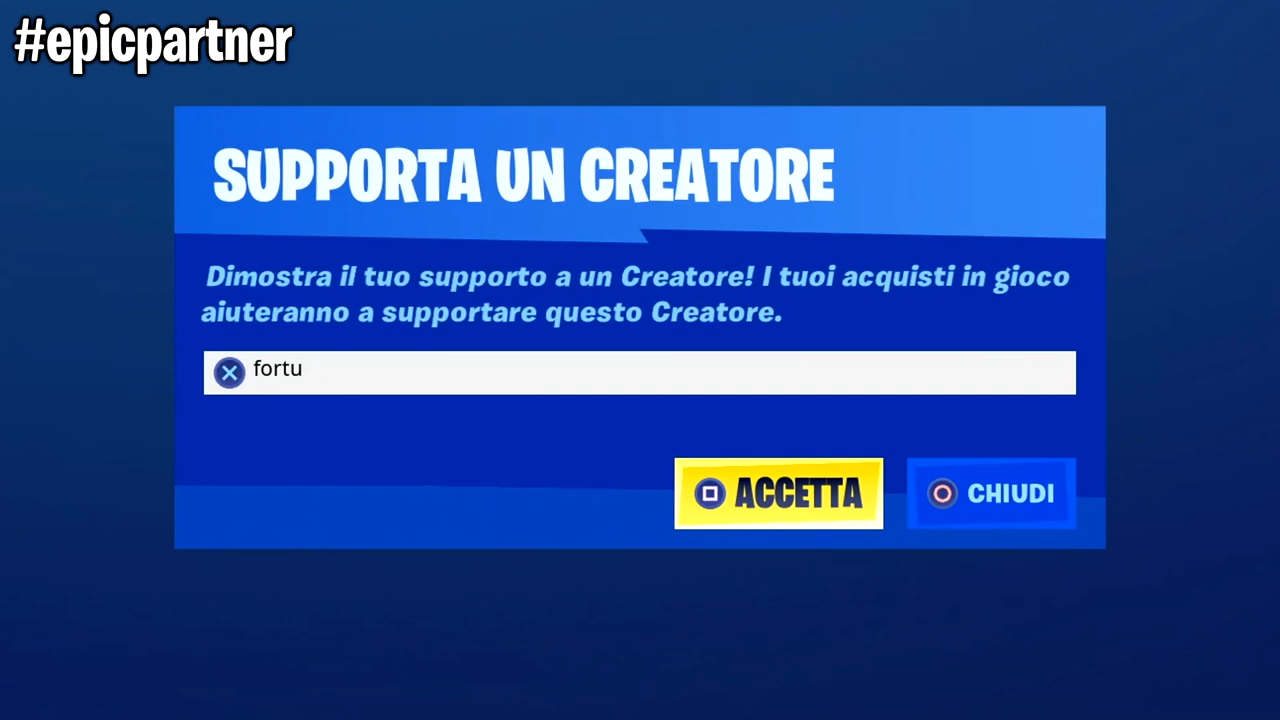 #epicpartner
SUPPORTA UN CREATORE
Dimostra il tuo supporto a un Creatore! I tuoi acquisti in gioco
aiuteranno a supportare questo Creatore.
fortu
ACCETTA
CHIUDI